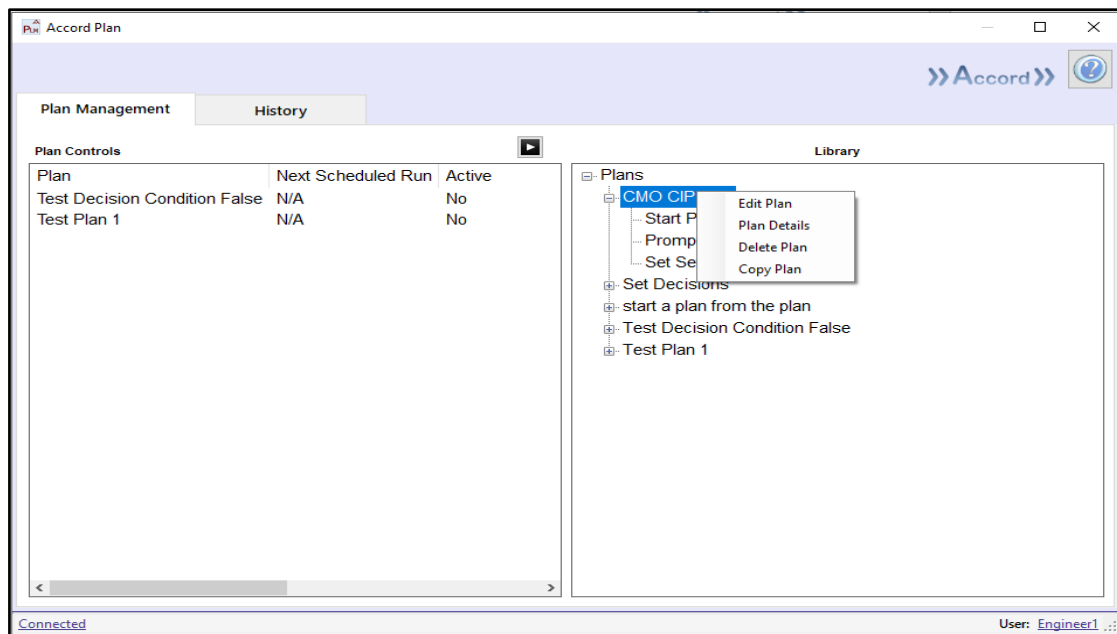 Accord Plan
»Accord»
Plan Management History
Plan Controls
Library
Plan Next Scheduled Run Active
Test Decision Condition False N/A No
Test Plan 1 N/A No
Plans
CMO CIP
Start P
Promp
Set Se
Edit Plan
Plan Details
Delete Plan
Copy Plan
Set Decisions
start a plan from the plan
Test Decision Condition False
Test Plan 1
Connected
User: Engineer1